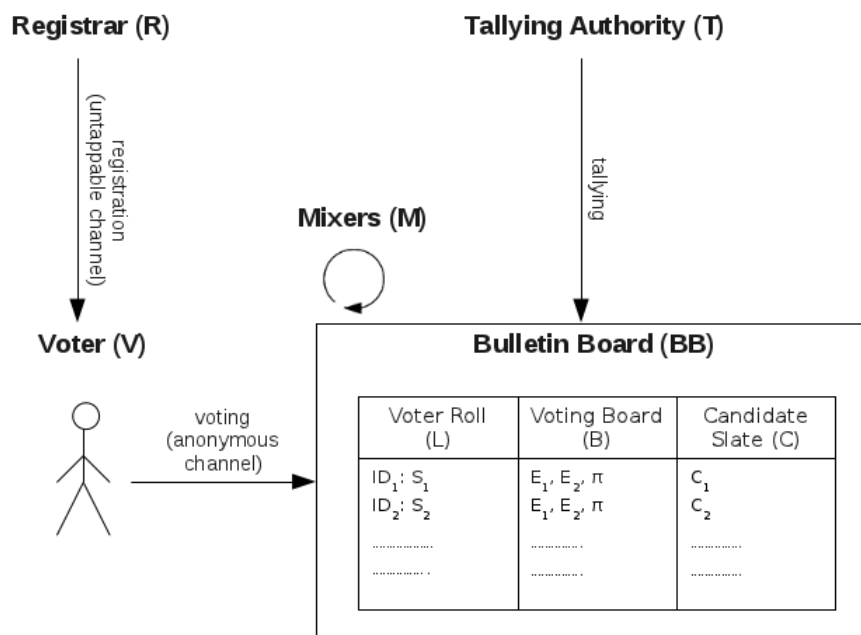 Registrar (R)
Tallying Authority (T)
registration
(untappable channel)
tallying
Mixers (M)
Voter (V)
Bulletin Board (BB)
voting
(anonymous
channel)
Voter Roll
(L)
Voting Board
(B)
Candidate
Slate (C)
ID₁: S₁
E₁, E₂, π
C₁
ID₂: S₂
E₁, E₂, π
C₂